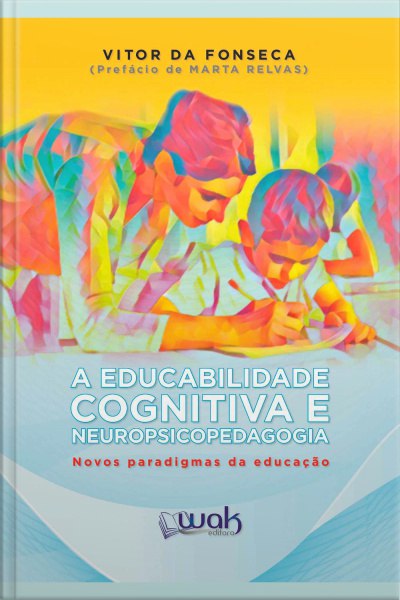 VITOR DA FONSECA
(Prefácio de MARTA RELVAS)
A EDUCABILIDADE
COGNITIVA E
NEUROPSICOPEDAGOGIA
Novos paradigmas da educação
wak
editora